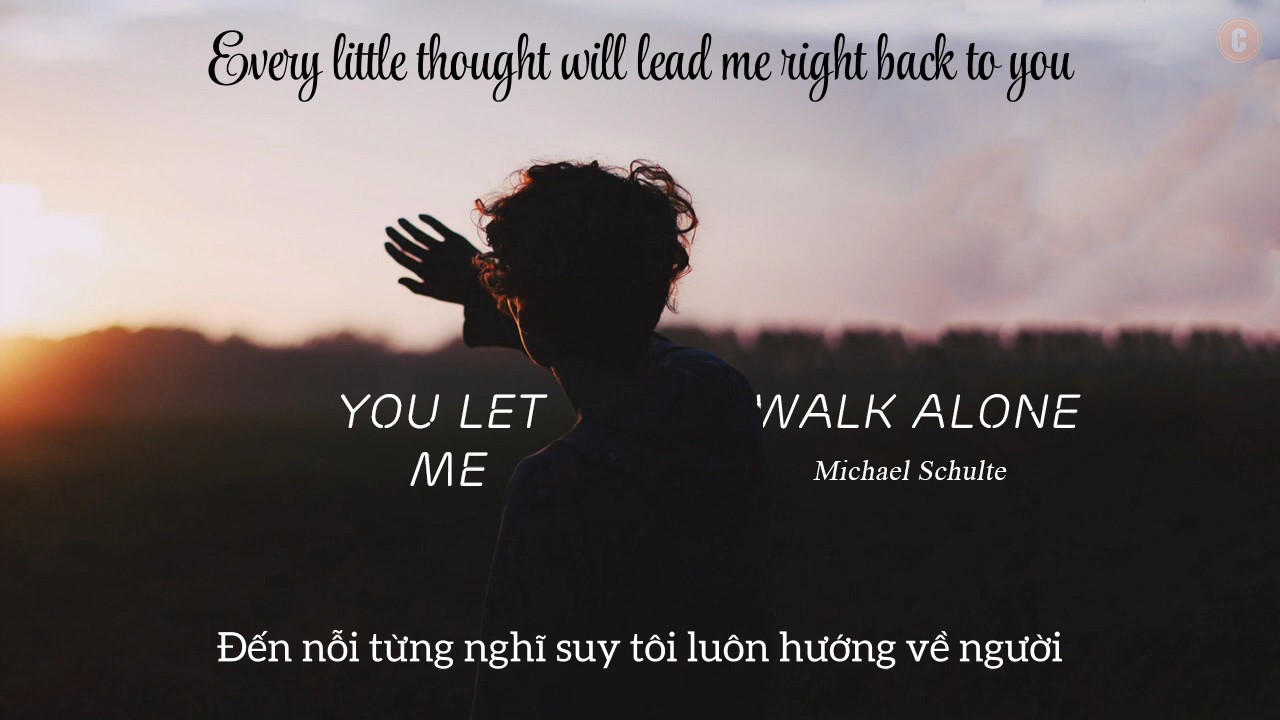 Every little thought will lead me right back to you
C
YOU LET
ME
WALK ALONE
Michael Schulte
Đến nỗi từng nghĩ suy tôi luôn hướng về người